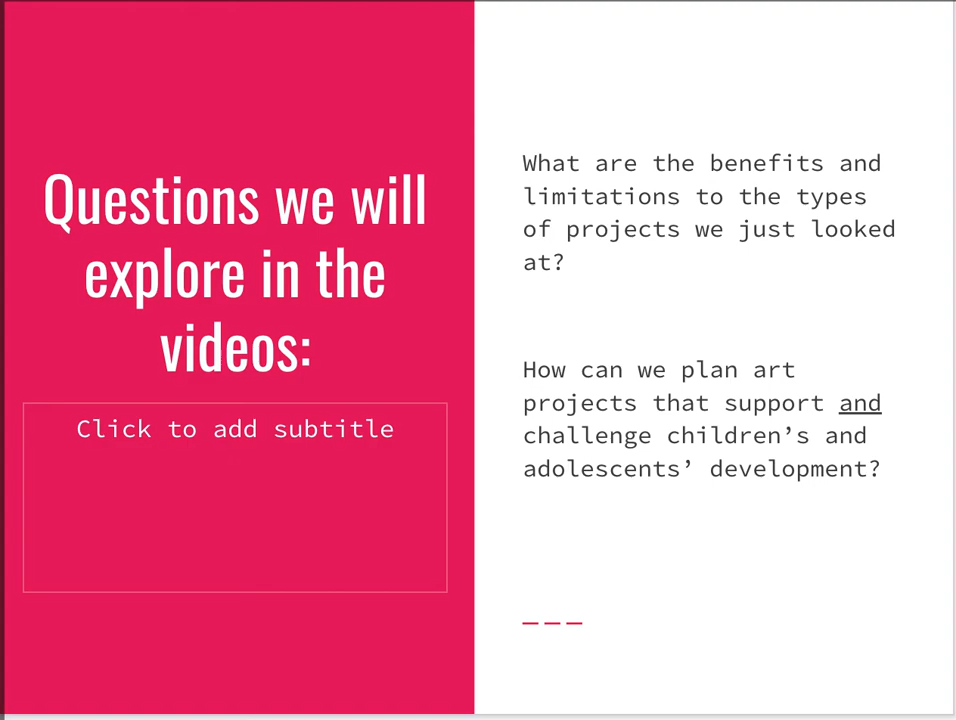 Questions we will
explore in the
videos:
Click to add subtitle
What are the benefits and
limitations to the types
of projects we just looked
at?
How can we plan art
projects that support and
challenge children’s and
adolescents’ development?